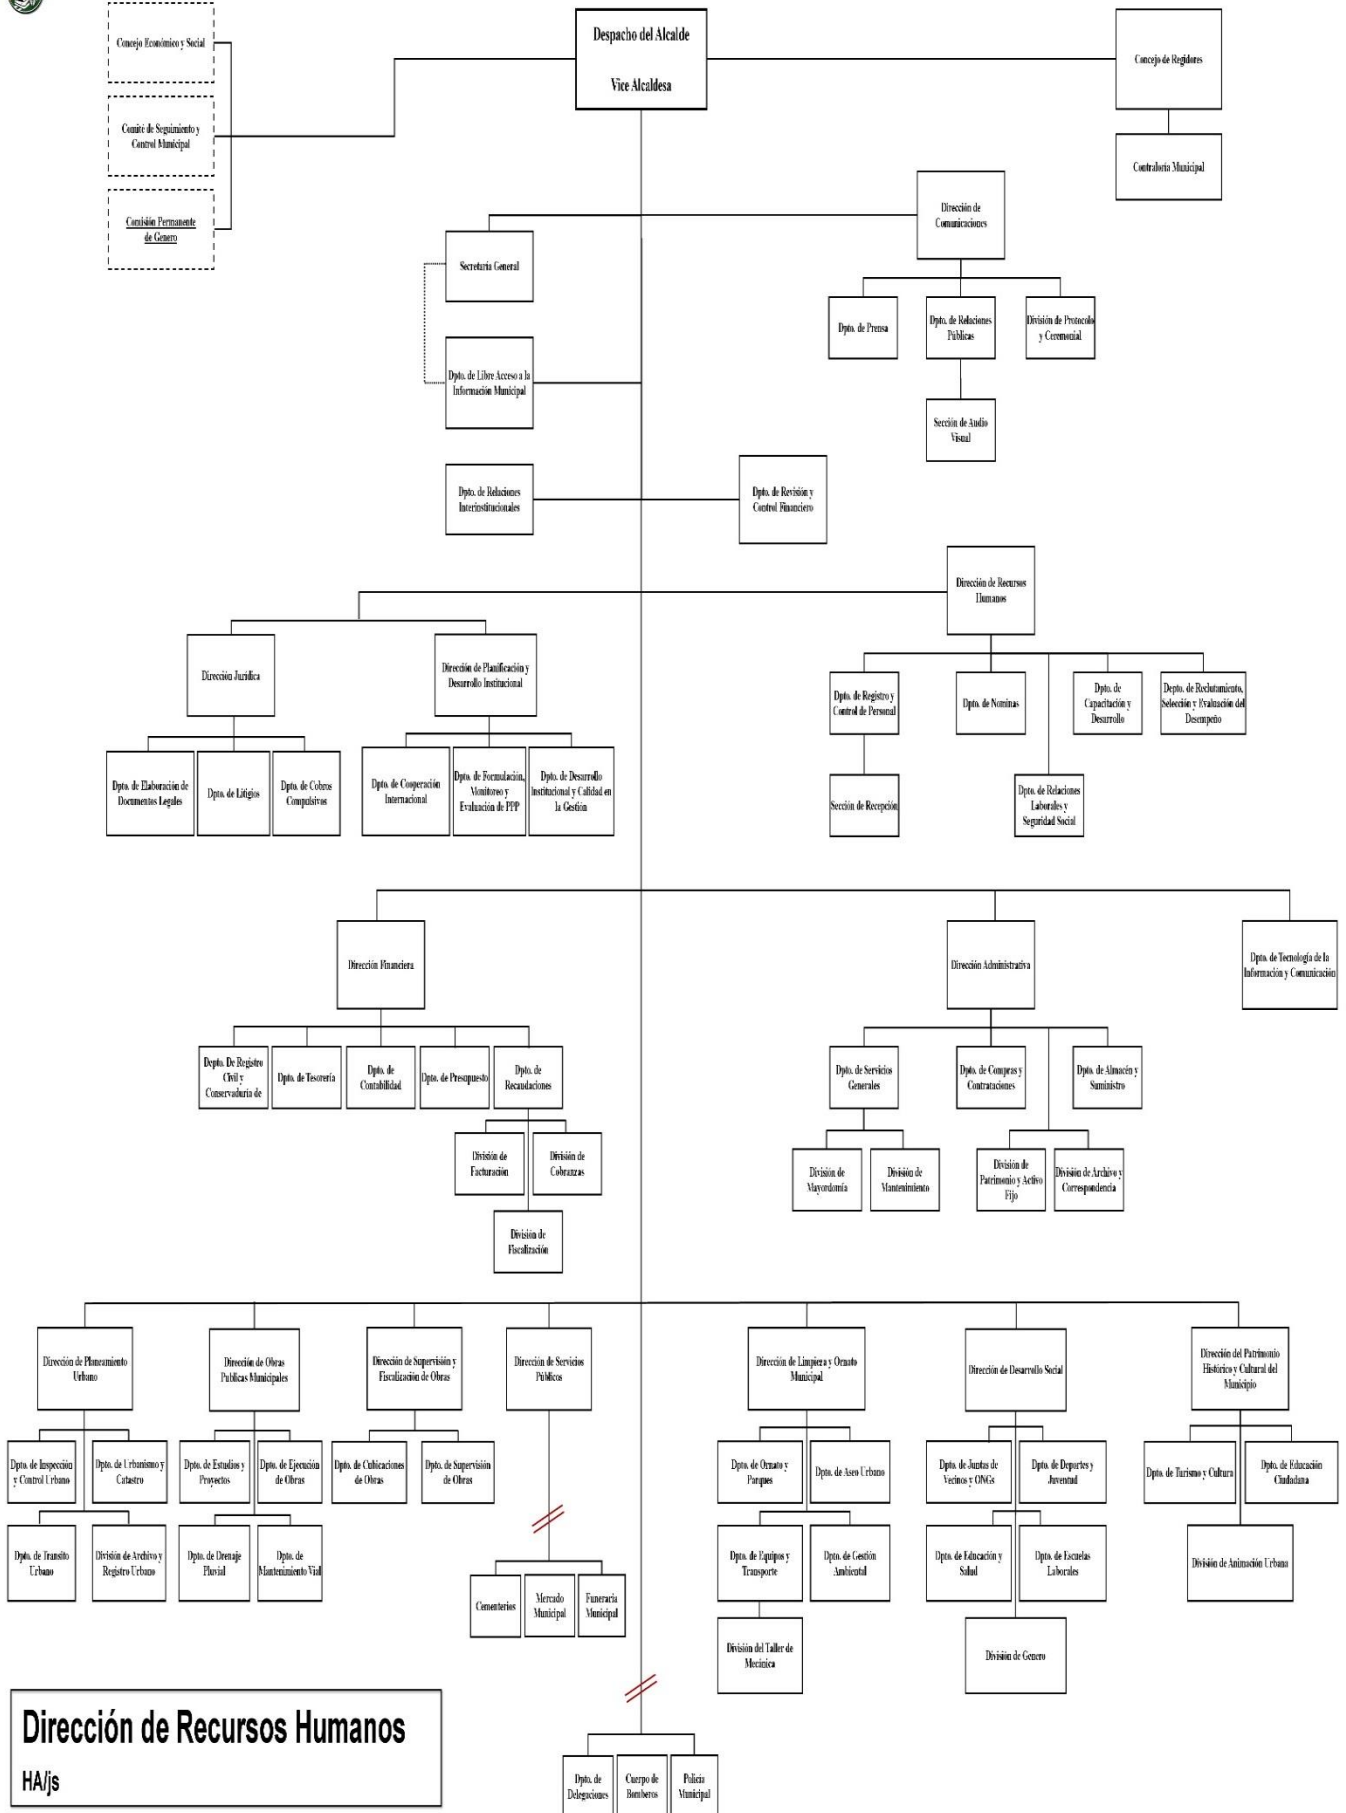 Despacho del Alcalde
Vice Alcaldesa
Concejo Económico y Social
Comité de Seguimiento y
Control Municipal
Comisión Permanente
de Genero
Concejo de Regidores
Contraloría Municipal
Dirección de
Comunicaciones
Secretaría General
Dpto. de Prensa
Dpto. de Relaciones
Públicas
División de Protocolo
y Ceremonial
Dpto. de Libre Acceso a la
Información Municipal
Sección de Audio
Visual
Dpto. de Relaciones
Interinstitucionales
Dpto. de Revisión y
Control Financiero
Dirección de Recursos
Humanos
Dirección Jurídica
Dirección de Planificación y
Desarrollo Institucional
Dpto. de Registro y
Control de Personal
Dpto. de Nominas
Dpto. de
Capacitación y
Desarrollo
Depto. de Reclutamiento,
Selección y Evaluación del
Desempeño
Dpto. de Elaboración de
Documentos Legales
Dpto. de Litigios
Dpto. de Cobros
Compulsivos
Dpto. de Cooperación
Internacional
Dpto. de Formulación,
Monitoreo y
Evaluación de PPP
Dpto. de Desarrollo
Institucional y Calidad en
la Gestión
Sección de Recepción
Dpto. de Relaciones
Laborales y
Seguridad Social
Dirección Financiera
Dirección Administrativa
Dpto. de Tecnología de la
Información y Comunicación
Depto. De Registro
Civil y
Conservaduría de
Dpto. de Tesorería
Dpto. de
Contabilidad
Dpto. de Presupuesto
Dpto. de
Recaudaciones
Dpto. de Servicios
Generales
Dpto. de Compras y
Contrataciones
Dpto. de Almacén y
Suministro
División de
Facturación
División de
Cobranzas
División de
Fiscalización
División de
Mayordomía
División de
Mantenimiento
División de
Patrimonio y Activo
Fijo
División de Archivo y
Correspondencia
Dirección de Planeamiento
Urbano
Dirección de Obras
Publicas Municipales
Dirección de Supervisión y
Fiscalización de Obras
Dirección de Servicios
Públicos
Dirección de Limpieza y Ornato
Municipal
Dirección de Desarrollo Social
Dirección del Patrimonio
Histórico y Cultural del
Municipio
Dpto. de Inspección
y Control Urbano
Dpto. de Urbanismo y
Catastro
Dpto. de Estudios y
Proyectos
Dpto. de Ejecución
de Obras
Dpto. de Cubicaciones
de Obras
Dpto. de Supervisión
de Obras
Dpto. de Ornato y
Parques
Dpto. de Aseo Urbano
Dpto. de Juntas de
Vecinos y ONGs
Dpto. de Deportes y
Juventud
Dpto. de Turismo y Cultura
Dpto. de Educación
Ciudadana
Dpto. de Transito
Urbano
División de Archivo y
Registro Urbano
Dpto. de Drenaje
Pluvial
Dpto. de
Mantenimiento Vial
Cementerios
Mercado
Municipal
Funeraria
Municipal
Dpto. de Equipos y
Transporte
Dpto. de Gestión
Ambiental
Dpto. de Educación y
Salud
Dpto. de Escuelas
Laborales
División de Animación Urbana
División del Taller de
Mecánica
División de Genero
Dirección de Recursos Humanos
HA/js
Dpto. de
Delegaciones
Cuerpo de
Bomberos
Policía
Municipal